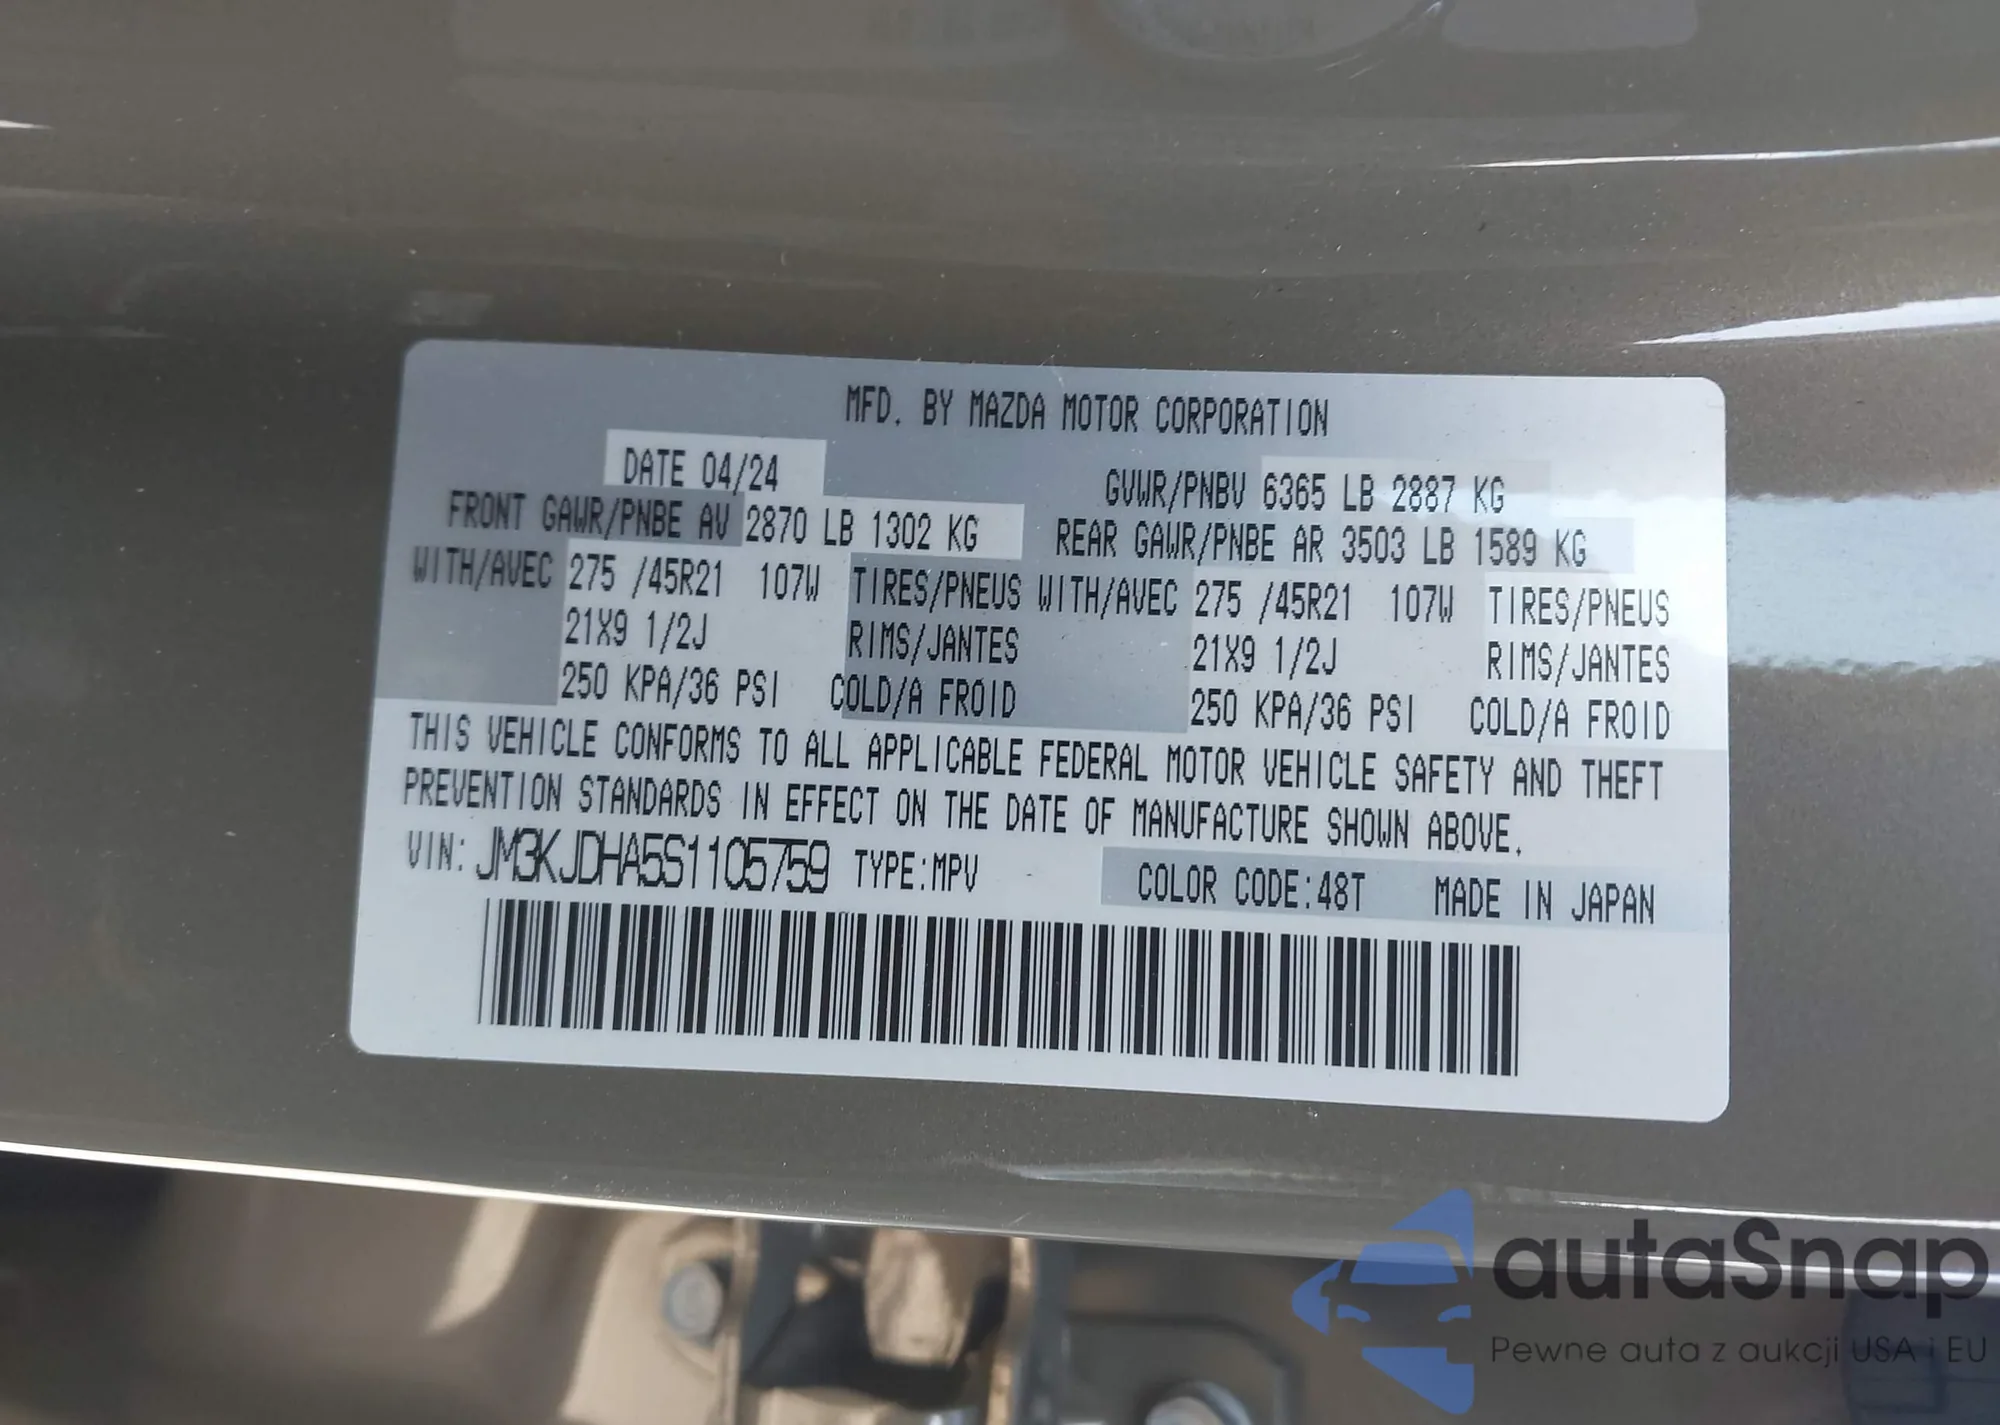 MFD. BY MAZDA MOTOR CORPORATION
DATE 04/24 GVWR/PNBV 6365 LB 2887 KG
FRONT GAWR/PNBE AV 2870 LB 1302 KG REAR GAWR/PNBE AR 3503 LB 1589 KG
WITH/AVEC 275 /45R21 107W TIRES/PNEUS WITH/AVEC 275 /45R21 107W TIRES/PNEUS
21X9 1/2J RIMS/JANTES 21X9 1/2J RIMS/JANTES
250 KPA/36 PSI COLD/A FROID 250 KPA/36 PSI COLD/A FROID
THIS VEHICLE CONFORMS TO ALL APPLICABLE FEDERAL MOTOR VEHICLE SAFETY AND THEFT
PREVENTION STANDARDS IN EFFECT ON THE DATE OF MANUFACTURE SHOWN ABOVE.
VIN: JM3KJDHA5S1105759 TYPE:MPV COLOR CODE:48T MADE IN JAPAN
autaSnap
Pewne auta z aukcji USA i EU